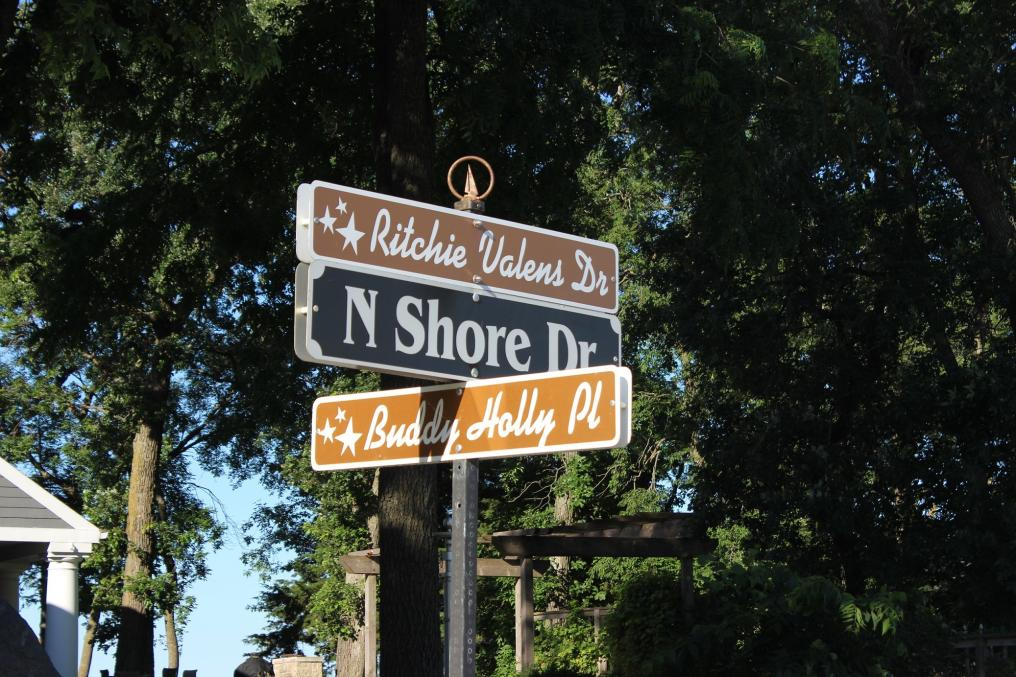 Ritchie Valens Dr
N Shore Dr
Buddy Holly Pl